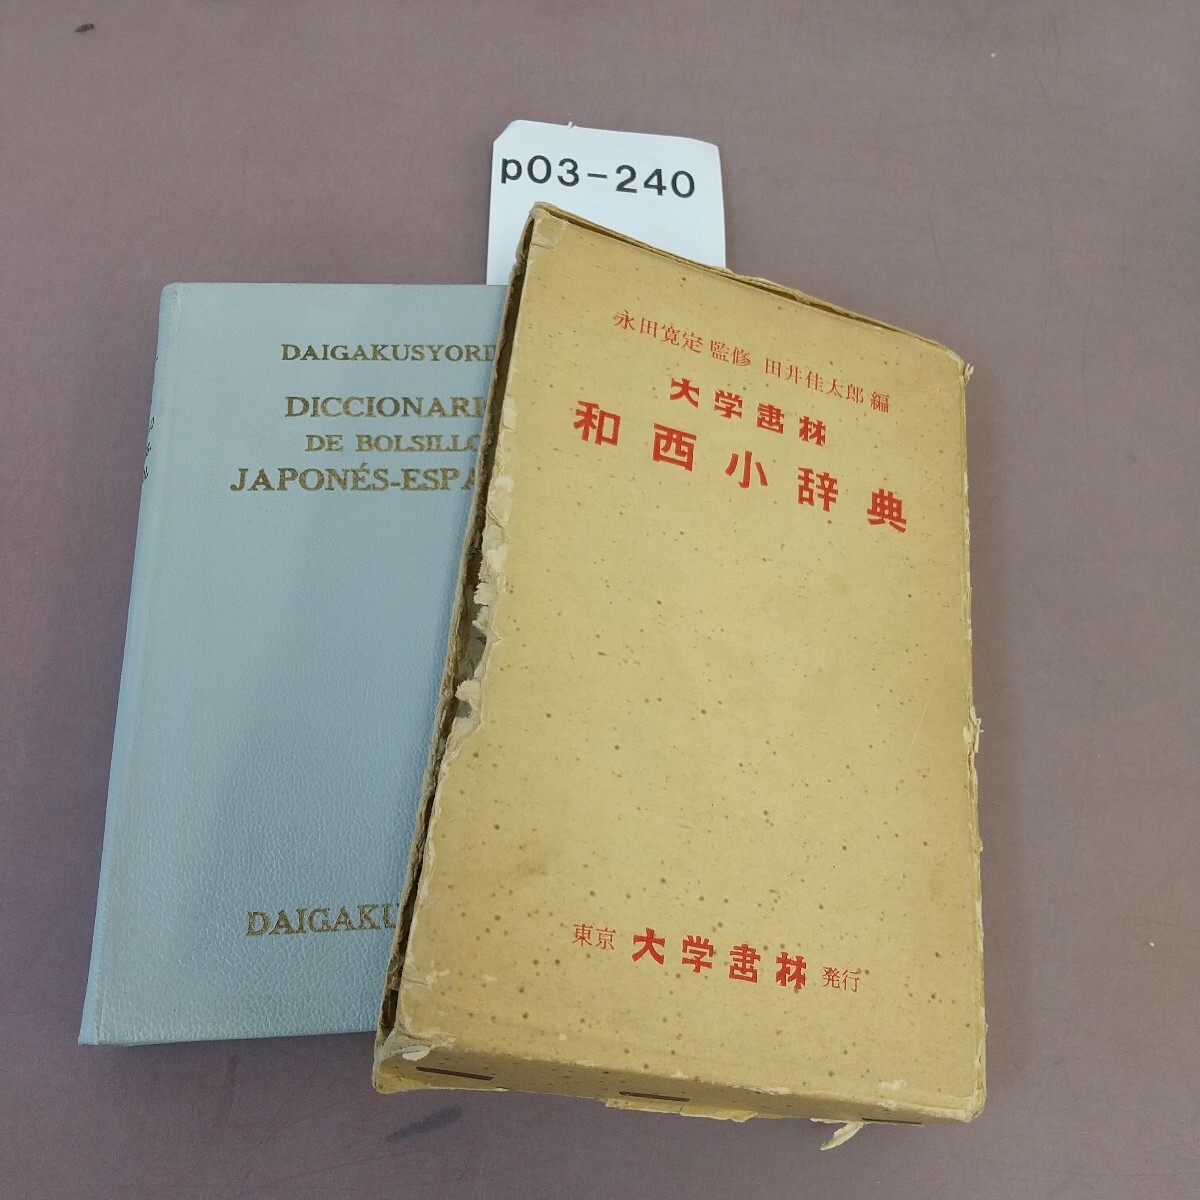 p03-240
DAIGAKUSYORD
DICCIONARI
DE BOLSILLO
JAPONÉS-ESPA
DAIGAKU
永田寛定 監修 田井佳太郎 編
大学書林
和西小辞典
東京 大学書林 発行